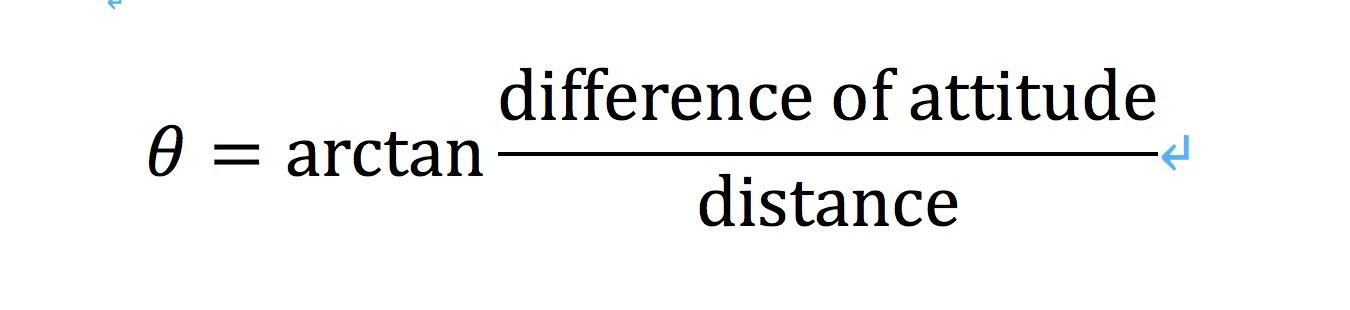 θ = arctan difference of attitude
distance